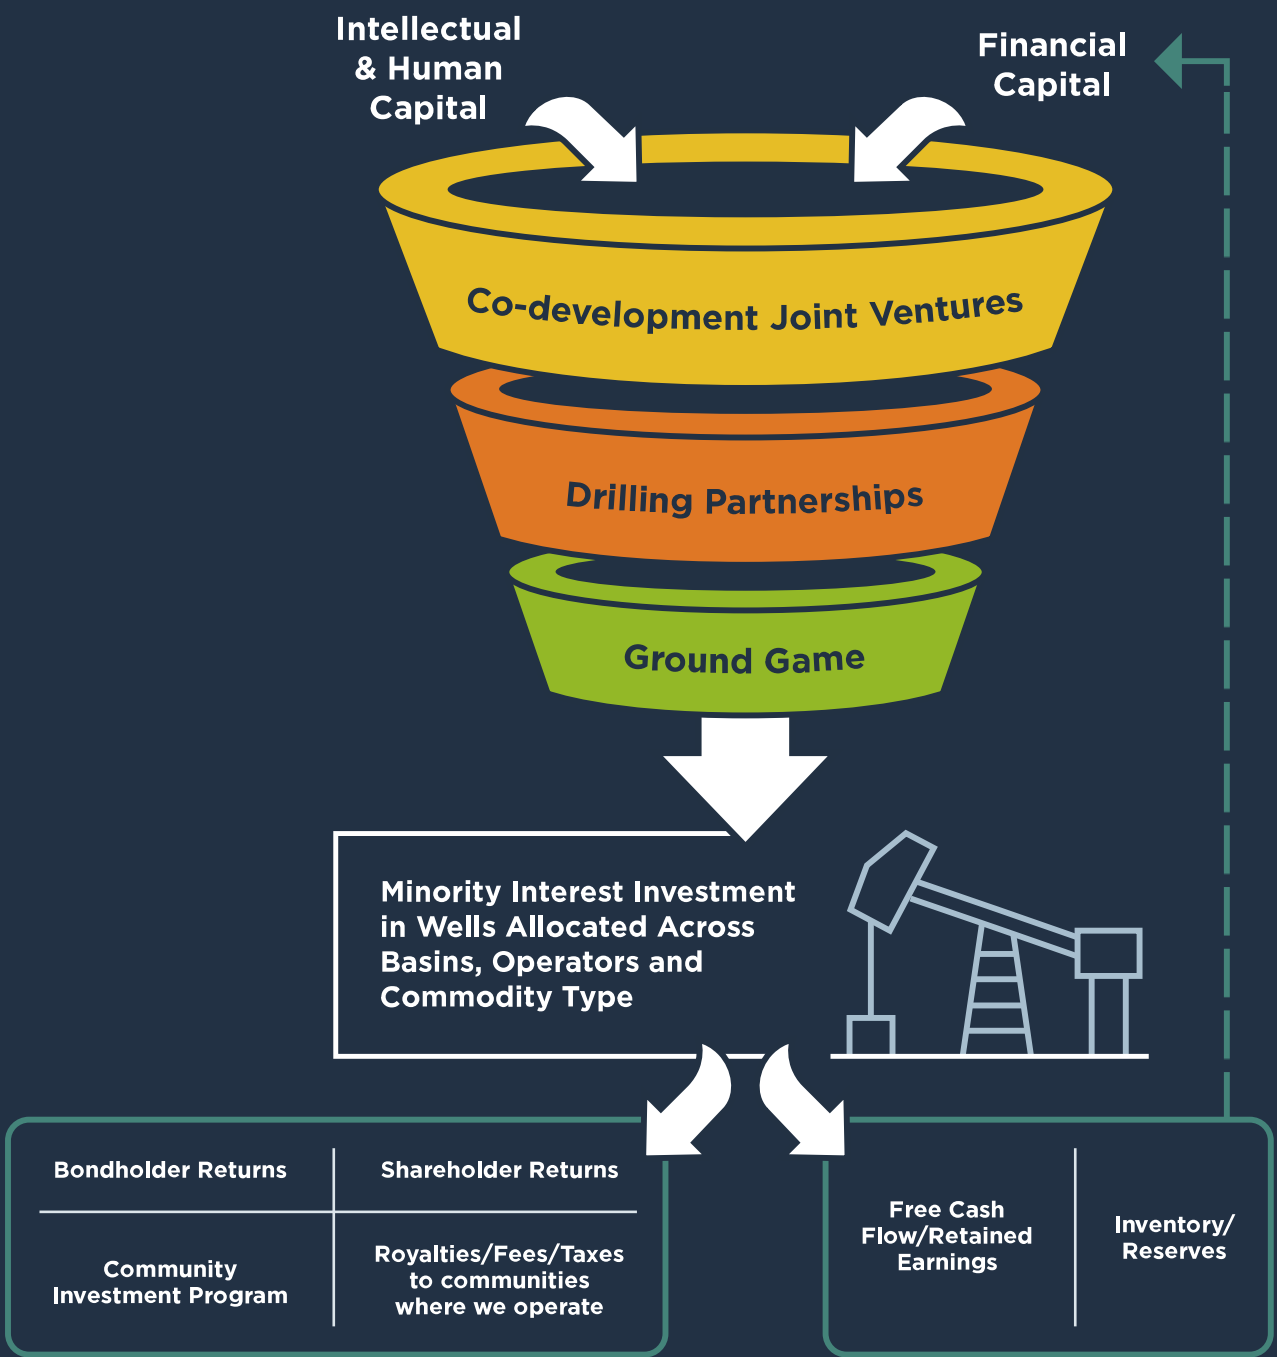 Intellectual
& Human
Capital
Financial
Capital
Co-development Joint Ventures
Drilling Partnerships
Ground Game
Minority Interest Investment
in Wells Allocated Across
Basins, Operators and
Commodity Type
Bondholder Returns
Shareholder Returns
Community
Investment Program
Royalties/Fees/Taxes
to communities
where we operate
Free Cash
Flow/Retained
Earnings
Inventory/
Reserves